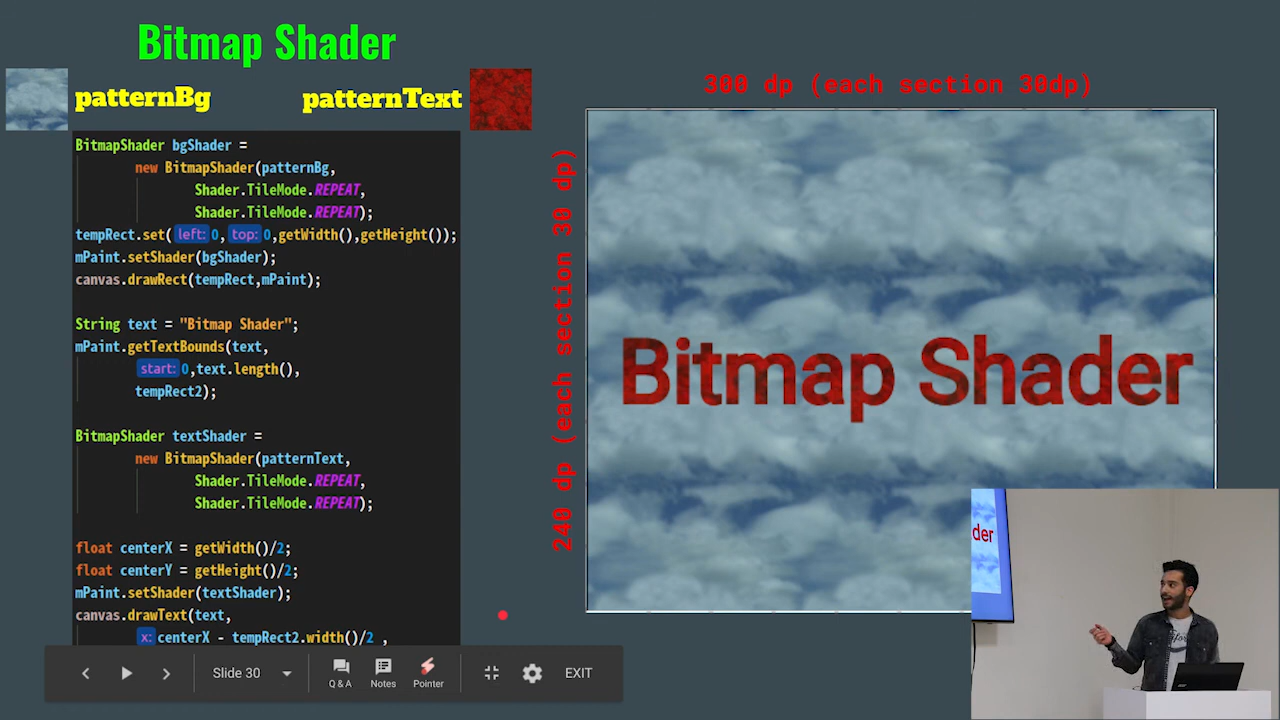 Bitmap Shader
patternBg
patternText
BitmapShader bgShader =
new BitmapShader(patternBg,
Shader.TileMode.REPEAT,
Shader.TileMode.REPEAT);
tempRect.set( left: 0, top: 0,getWidth(),getHeight());
mPaint.setShader(bgShader);
canvas.drawRect(tempRect,mPaint);
String text = "Bitmap Shader";
mPaint.getTextBounds(text,
start: 0,text.length(),
tempRect2);
BitmapShader textShader =
new BitmapShader(patternText,
Shader.TileMode.REPEAT,
Shader.TileMode.REPEAT);
float centerX = getWidth()/2;
float centerY = getHeight()/2;
mPaint.setShader(textShader);
canvas.drawText(text,
x: centerX - tempRect2.width()/2 ,
300 dp (each section 30dp)
240 dp (each section 30 dp)
Bitmap Shader
der
Slide 30
Q & A
Notes
Pointer
EXIT